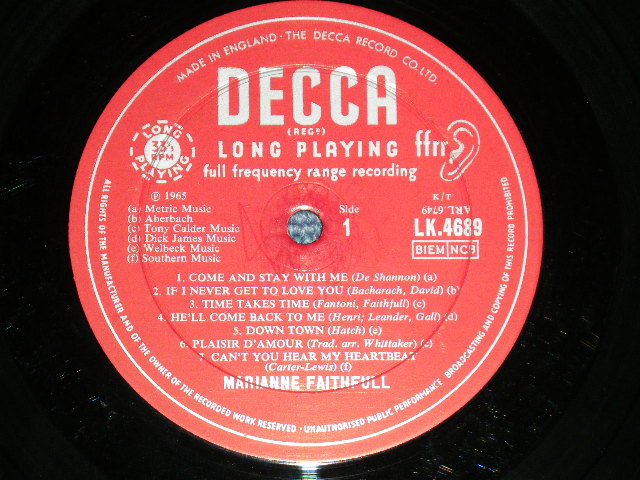 MADE IN ENGLAND · THE DECCA RECORD CO. LTD.
DECCA
(REGD)
LONG PLAYING
ffrr
full frequency range recording
LONG PLAYING
33⅓
RPM
K/T
ARL.6749
LK.4689
BIEM NCB
℗ 1965
(a) Metric Music
(b) Aberbach
(c) Tony Calder Music
(d) Dick James Music
(e) Welbeck Music
(f) Southern Music
Side
1
1. COME AND STAY WITH ME (De Shannon) (a)
2. IF I NEVER GET TO LOVE YOU (Bacharach, David) (b)
3. TIME TAKES TIME (Fantoni, Faithfull) (c)
4. HE'LL COME BACK TO ME (Henri; Leander, Gall) (d)
5. DOWN TOWN (Hatch) (e)
6. PLAISIR D'AMOUR (Trad. arr. Whittaker) (c)
7. CAN'T YOU HEAR MY HEARTBEAT
(Carter-Lewis) (f)
MARIANNE FAITHFULL
ALL RIGHTS OF THE MANUFACTURER AND OF THE OWNER OF THE RECORDED WORK RESERVED · UNAUTHORISED PUBLIC PERFORMANCE, BROADCASTING AND COPYING OF THIS RECORD PROHIBITED